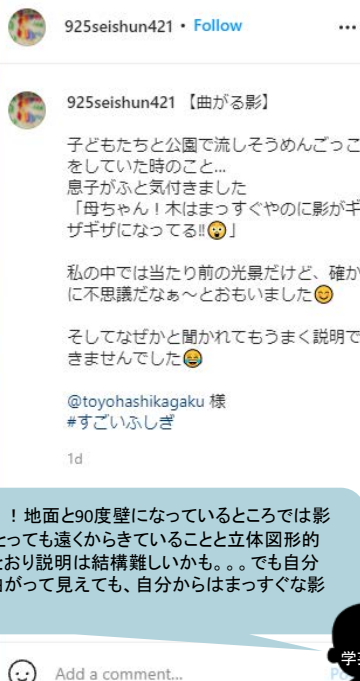 925seishun421 • Follow
925seishun421 【曲がる影】
子どもたちと公園で流しそうめんごっこ
をしていた時のこと...
息子がふと気付きました
「母ちゃん！木はまっすぐやのに影がギ
ザギザになってる‼😲」
私の中では当たり前の光景だけど、確か
に不思議だなぁ～とおもいました😊
そしてなぜかと聞かれてもうまく説明で
きませんでした😂
@toyohashikagaku 様
#すごいふしぎ
1d
！地面と90度壁になっているところでは影
とっても遠くからきていることと立体図形的
とおり説明は結構難しいかも。。。でも自分
曲がって見えても、自分からはまっすぐな影
Add a comment...